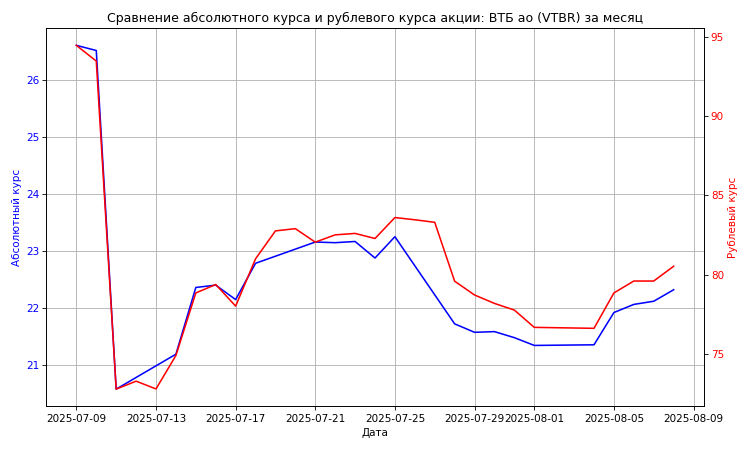 Сравнение абсолютного курса и рублевого курса акции: ВТБ ао (VTBR) за месяц
Абсолютный курс
26
25
24
23
22
21
95
90
85
80
75
Рублевый курс
2025-07-09 2025-07-13 2025-07-17 2025-07-21 2025-07-25 2025-07-29 2025-08-01 2025-08-05 2025-08-09
Дата